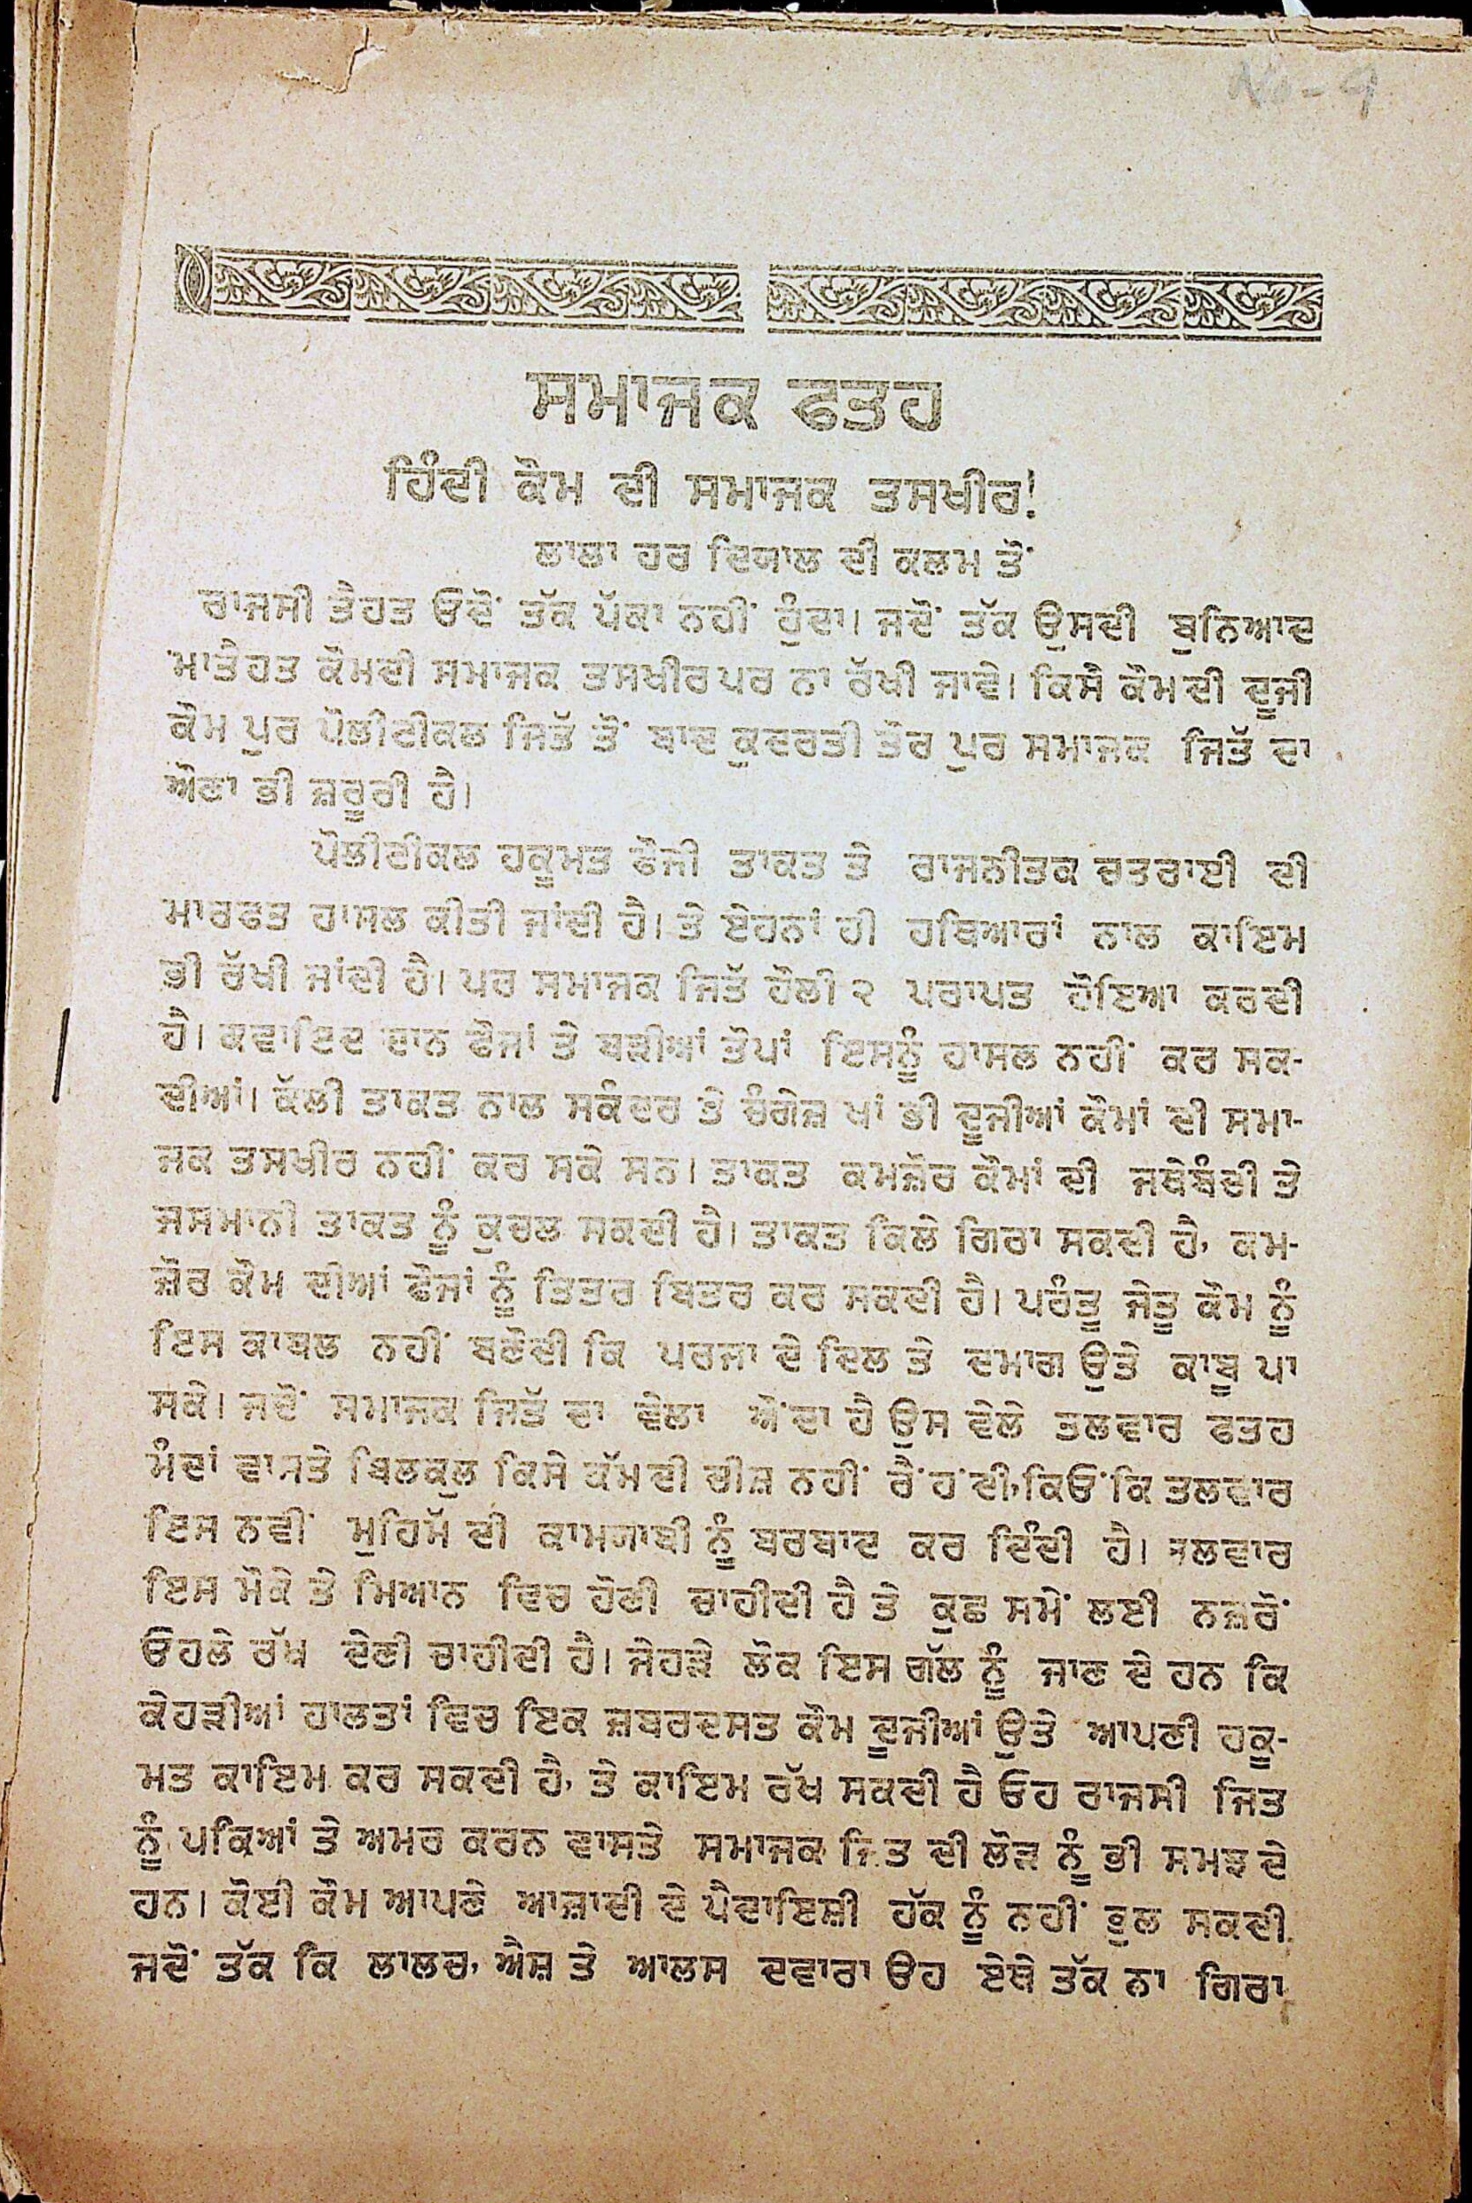 No-9
ਸਮਾਜਕ ਫਤਹ
ਹਿੰਦੀ ਕੌਮ ਦੀ ਸਮਾਜਕ ਤਸਖੀਰ!
ਲਾਲਾ ਹਰ ਦਿਯਾਲ ਦੀ ਕਲਮ ਤੋਂ
ਰਾਜਸੀ ਤੈਹਤ ਓਦੋਂ ਤੱਕ ਪੱਕਾ ਨਹੀਂ ਹੁੰਦਾ। ਜਦੋਂ ਤੱਕ ਉਸਦੀ ਬੁਨਿਆਦ
ਮਾਤੇਹਤ ਕੌਮਦੀ ਸਮਾਜਕ ਤਸਖੀਰ ਪਰ ਨਾ ਰੱਖੀ ਜਾਵੇ। ਕਿਸੇ ਕੌਮ ਦੀ ਦੂਜੀ
ਕੌਮ ਪੁਰ ਪੋਲੀਟੀਕਲ ਜਿਤੱ ਤੋਂ ਬਾਦ ਕੁਦਰਤੀ ਤੌਰ ਪੁਰ ਸਮਾਜਕ ਜਿਤੱ ਦਾ
ਔਣਾ ਭੀ ਜ਼ਰੂਰੀ ਹੈ।
ਪੋਲੀਟੀਕਲ ਹਕੂਮਤ ਫੌਜੀ ਤਾਕਤ ਤੇ ਰਾਜਨੀਤਕ ਚਤਰਾਈ ਦੀ
ਮਾਰਫਤ ਹਾਸਲ ਕੀਤੀ ਜਾਂਦੀ ਹੈ। ਤੇ ਏਹਨਾਂ ਹੀ ਹਥਿਆਰਾਂ ਨਾਲ ਕਾਇਮ
ਭੀ ਰੱਖੀ ਜਾਂਦੀ ਹੈ। ਪਰ ਸਮਾਜਕ ਜਿਤੱ ਹੌਲੀ ੨ ਪਰਾਪਤ ਹੋਇਆ ਕਰਦੀ
ਹੈ। ਕਵਾਇਦ ਦਾਨ ਫੌਜਾਂ ਤੇ ਬੜੀਆਂ ਤੋਪਾਂ ਇਸਨੂੰ ਹਾਸਲ ਨਹੀਂ ਕਰ ਸਕ-
ਦੀਆਂ। ਕੱਲੀ ਤਾਕਤ ਨਾਲ ਸਕੰਦਰ ਤੇ ਚੰਗੇਜ਼ ਖਾਂ ਭੀ ਦੂਜੀਆਂ ਕੌਮਾਂ ਦੀ ਸਮਾ-
ਜਕ ਤਸਖੀਰ ਨਹੀਂ ਕਰ ਸਕੇ ਸਨ। ਤਾਕਤ ਕਮਜ਼ੋਰ ਕੌਮਾਂ ਦੀ ਜਥੇਬੰਦੀ ਤੇ
ਜਸਮਾਨੀ ਤਾਕਤ ਨੂੰ ਕੁਚਲ ਸਕਦੀ ਹੈ। ਤਾਕਤ ਕਿਲੇ ਗਿਰਾ ਸਕਦੀ ਹੈ, ਕਮ-
ਜ਼ੋਰ ਕੌਮ ਦੀਆਂ ਫੌਜਾਂ ਨੂੰ ਤਿਤਰ ਬਿਤਰ ਕਰ ਸਕਦੀ ਹੈ। ਪਰੰਤੂ ਜੇਤੂ ਕੌਮ ਨੂੰ
ਇਸ ਕਾਬਲ ਨਹੀਂ ਬਣੌਦੀ ਕਿ ਪਰਜਾ ਦੇ ਦਿਲ ਤੇ ਦਮਾਗ ਉਤੇ ਕਾਬੂ ਪਾ
ਸਕੇ। ਜਦੋਂ ਸਮਾਜਕ ਜਿਤੱ ਦਾ ਵੇਲਾ ਔਂਦਾ ਹੈ ਉਸ ਵੇਲੇ ਤਲਵਾਰ ਫਤਹ
ਮੰਦਾਂ ਵਾਸਤੇ ਬਿਲਕੁਲ ਕਿਸੇ ਕੱਮ ਦੀ ਚੀਜ਼ ਨਹੀਂ ਰੈਂਹਦੀ, ਕਿਓਂਕਿ ਤਲਵਾਰ
ਇਸ ਨਵੀਂ ਮੁਹਿਮੱ ਦੀ ਕਾਮਯਾਬੀ ਨੂੰ ਬਰਬਾਦ ਕਰ ਦਿੰਦੀ ਹੈ। ਤਲਵਾਰ
ਇਸ ਮੌਕੇ ਤੇ ਮਿਆਨ ਵਿਚ ਹੋਣੀ ਚਾਹੀਦੀ ਹੈ ਤੇ ਕੁਛ ਸਮੇਂ ਲਈ ਨਜ਼ਰੋਂ
ਓਹਲੇ ਰੱਖ ਦੇਣੀ ਚਾਹੀਦੀ ਹੈ। ਜੇਹੜੇ ਲੋਕ ਇਸ ਗੱਲ ਨੂੰ ਜਾਣ ਦੇ ਹਨ ਕਿ
ਕੇਹੜੀਆਂ ਹਾਲਤਾਂ ਵਿਚ ਇਕ ਜ਼ਬਰਦਸਤ ਕੌਮ ਦੂਜੀਆਂ ਉਤੇ ਆਪਣੀ ਹਕੂ-
ਮਤ ਕਾਇਮ ਕਰ ਸਕਦੀ ਹੈ, ਤੇ ਕਾਇਮ ਰੱਖ ਸਕਦੀ ਹੈ ਓਹ ਰਾਜਸੀ ਜਿਤ
ਨੂੰ ਪਕਿਆਂ ਤੇ ਅਮਰ ਕਰਨ ਵਾਸਤੇ ਸਮਾਜਕ ਜਿਤ ਦੀ ਲੋੜ ਨੂੰ ਭੀ ਸਮਝ ਦੇ
ਹਨ। ਕੋਈ ਕੌਮ ਆਪਣੇ ਆਜ਼ਾਦੀ ਦੇ ਪੈਦਾਇਸ਼ੀ ਹੱਕ ਨੂੰ ਨਹੀਂ ਭੁਲ ਸਕਦੀ
ਜਦੋਂ ਤੱਕ ਕਿ ਲਾਲਚ, ਐਸ਼ ਤੇ ਆਲਸ ਦਵਾਰਾ ਉਹ ਏਥੇ ਤੱਕ ਨਾ ਗਿਰਾ